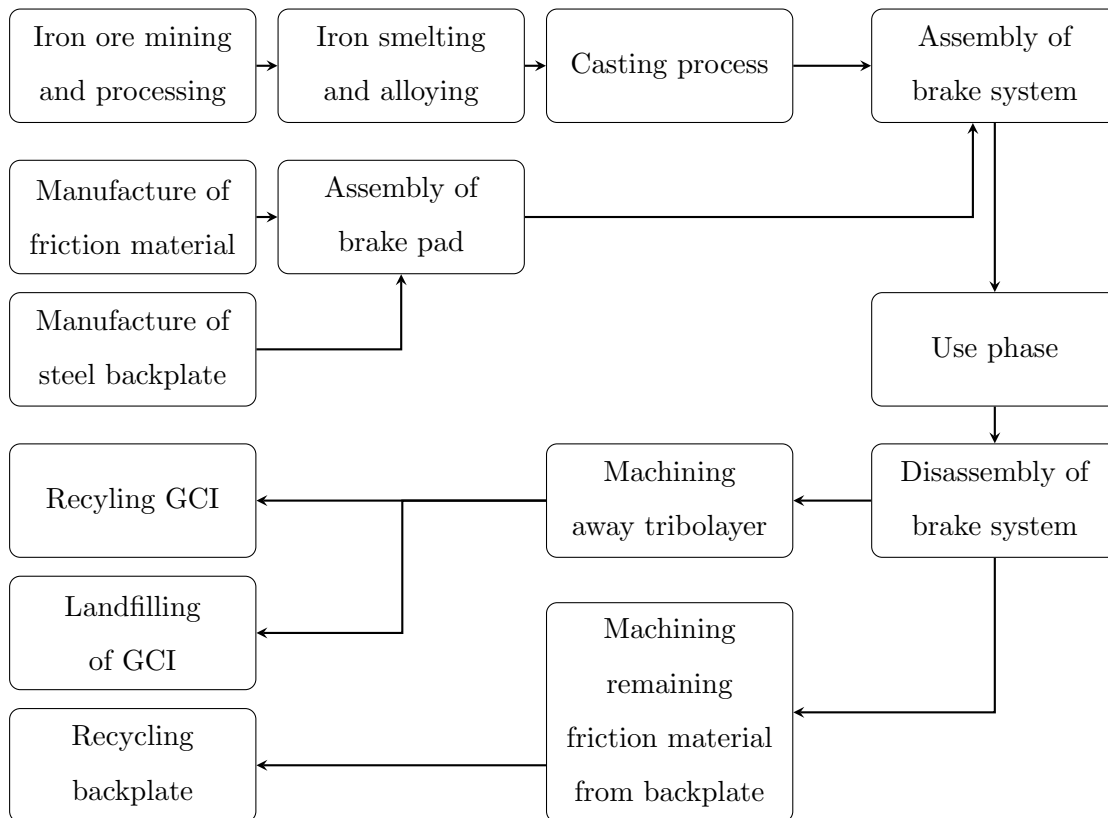 Iron ore mining
and processing
Iron smelting
and alloying
Casting process
Assembly of
brake system
Manufacture of
friction material
Assembly of
brake pad
Manufacture of
steel backplate
Use phase
Recyling GCI
Machining
away tribolayer
Disassembly of
brake system
Landfilling
of GCI
Machining
remaining
friction material
from backplate
Recycling
backplate